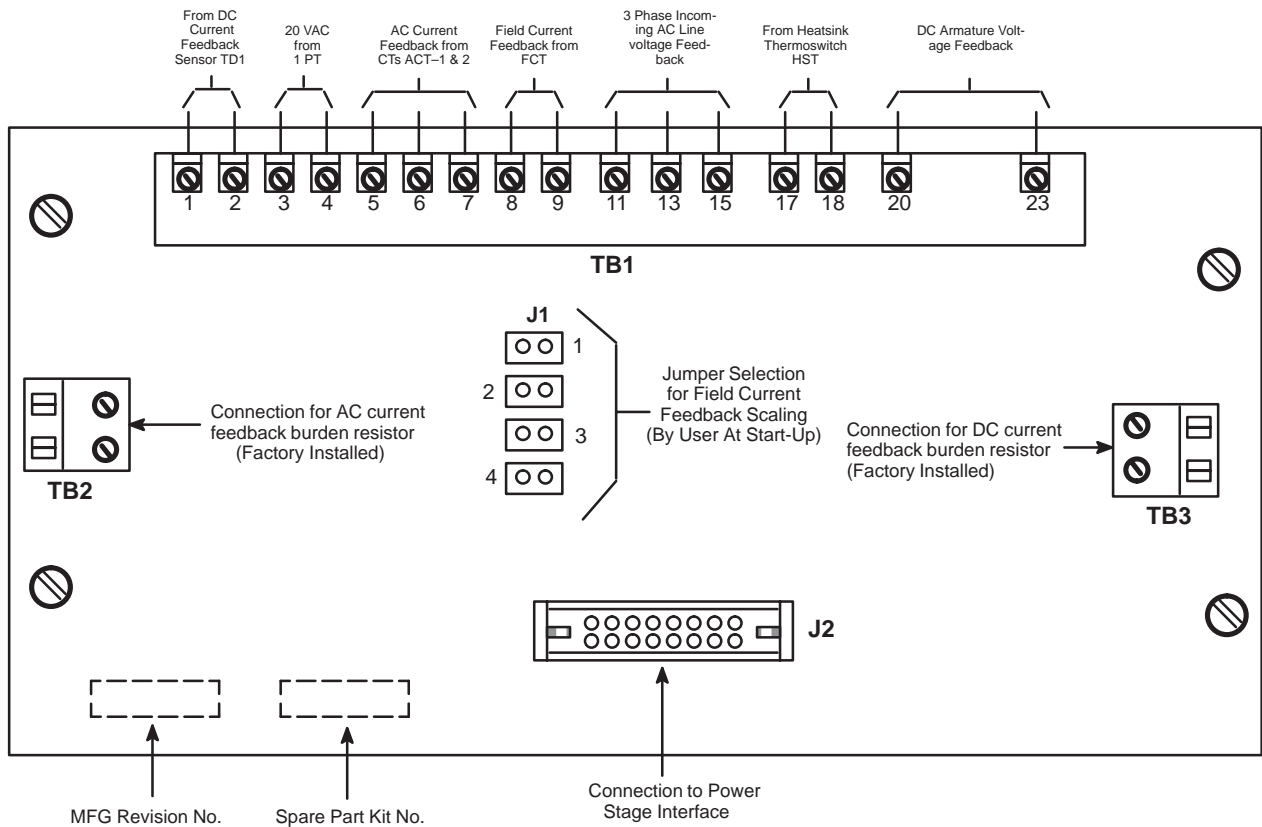 From DC
Current
Feedback
Sensor TD1
20 VAC
from
1 PT
AC Current
Feedback from
CTs ACT–1 & 2
Field Current
Feedback from
FCT
3 Phase Incom-
ing AC Line
voltage Feed-
back
From Heatsink
Thermoswitch
HST
DC Armature Volt-
age Feedback
1 2 3 4 5 6 7 8 9 11 13 15 17 18 20 23
TB1
J1
1
2
3
4
Jumper Selection
for Field Current
Feedback Scaling
(By User At Start-Up)
Connection for AC current
feedback burden resistor
(Factory Installed)
TB2
Connection for DC current
feedback burden resistor
(Factory Installed)
TB3
J2
MFG Revision No.
Spare Part Kit No.
Connection to Power
Stage Interface